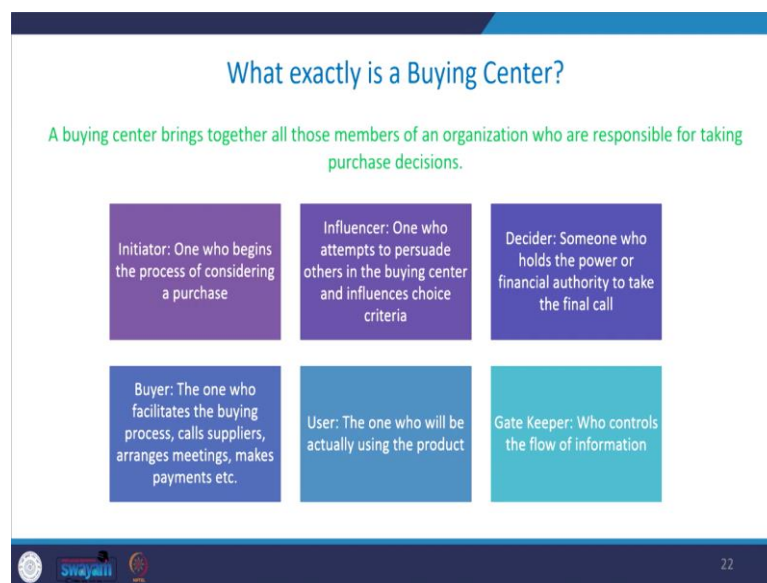 What exactly is a Buying Center?
A buying center brings together all those members of an organization who are responsible for taking
purchase decisions.
Initiator: One who begins
the process of considering
a purchase
Influencer: One who
attempts to persuade
others in the buying center
and influences choice
criteria
Decider: Someone who
holds the power or
financial authority to take
the final call
Buyer: The one who
facilitates the buying
process, calls suppliers,
arranges meetings, makes
payments etc.
User: The one who will be
actually using the product
Gate Keeper: Who controls
the flow of information
swayam
22